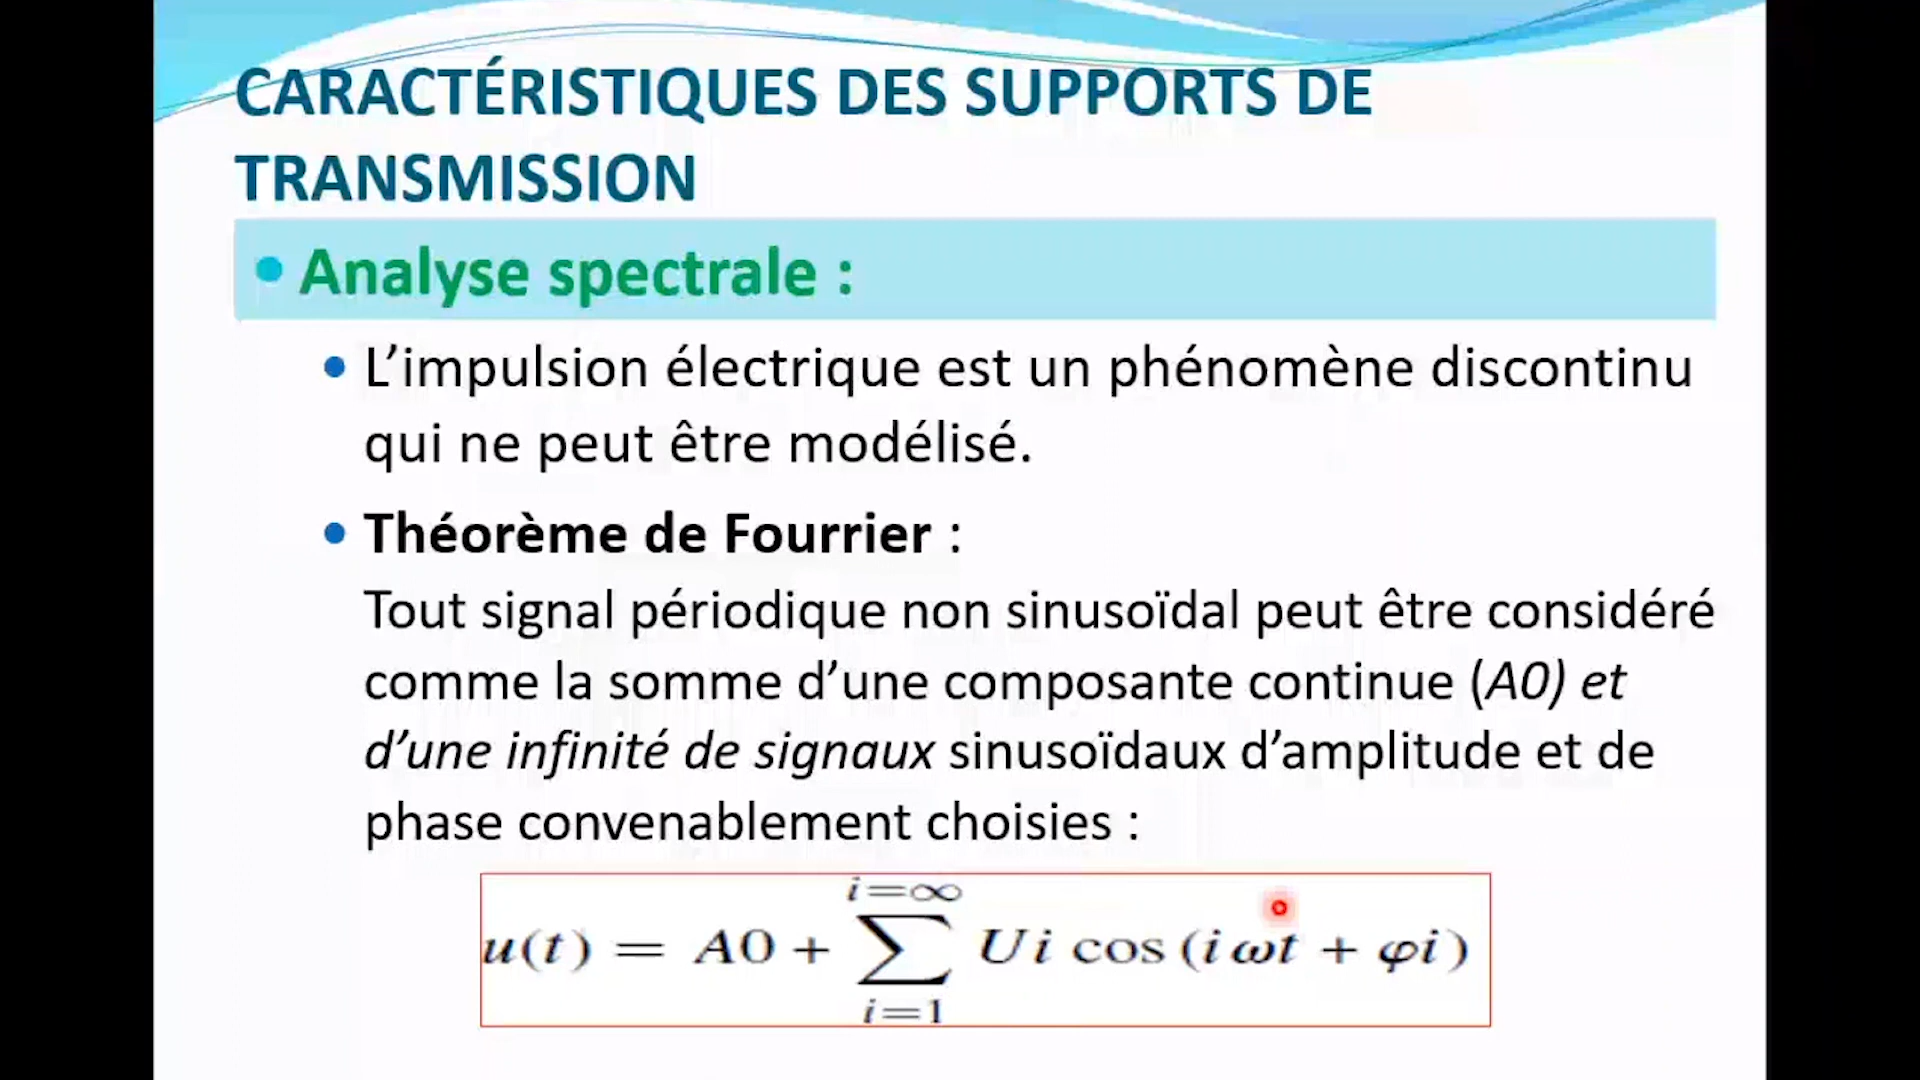 CARACTÉRISTIQUES DES SUPPORTS DE
TRANSMISSION
• Analyse spectrale :
• L’impulsion électrique est un phénomène discontinu
qui ne peut être modélisé.
• Théorème de Fourrier :
Tout signal périodique non sinusoïdal peut être considéré
comme la somme d’une composante continue (A0) et
d’une infinité de signaux sinusoïdaux d’amplitude et de
phase convenablement choisies :
i=∞
u(t) = A0 + ∑ Ui cos (i ωt + φi)
i=1